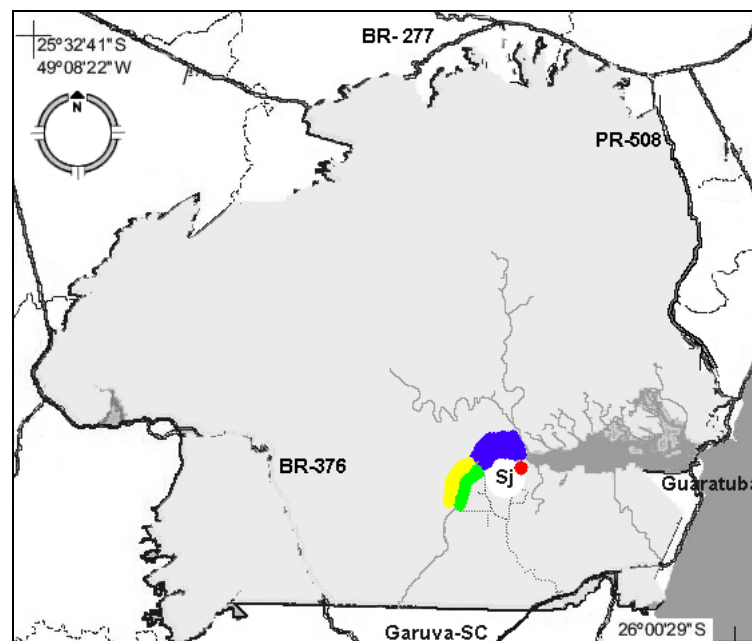 BR- 277
25°32'41"S
49°08'22"W
N
PR-508
BR-376
Sj
Guaratuba
Garuva-SC
26°00'29"S